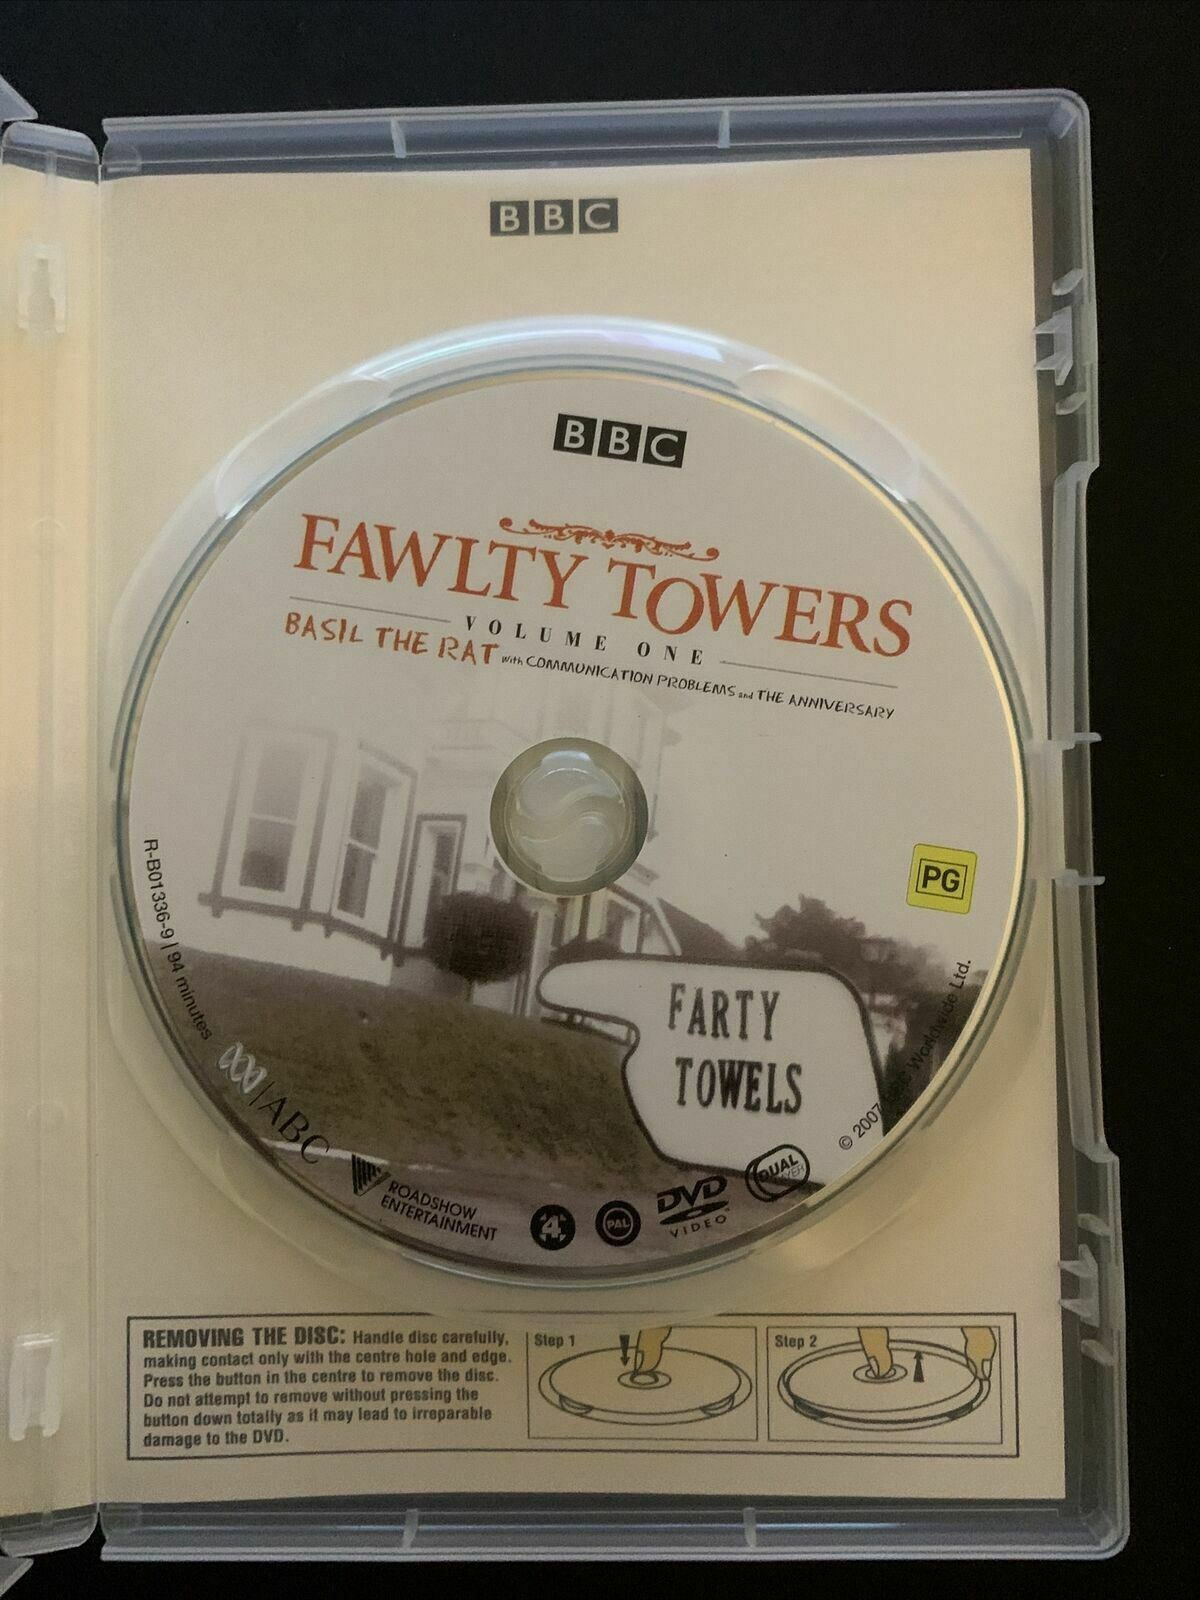 BBC
BBC
FAWLTY TOWERS
VOLUME ONE
BASIL THE RAT with COMMUNICATION PROBLEMS and THE ANNIVERSARY
PG
R-B01336-9 | 94 minutes
FARTY
TOWELS
© 2007 Worldwide Ltd.
ABC
ROADSHOW
ENTERTAINMENT
4
PAL
DVD
VIDEO
DUAL
REMOVING THE DISC: Handle disc carefully,
making contact only with the centre hole and edge.
Press the button in the centre to remove the disc.
Do not attempt to remove without pressing the
button down totally as it may lead to irreparable
damage to the DVD.
Step 1
Step 2